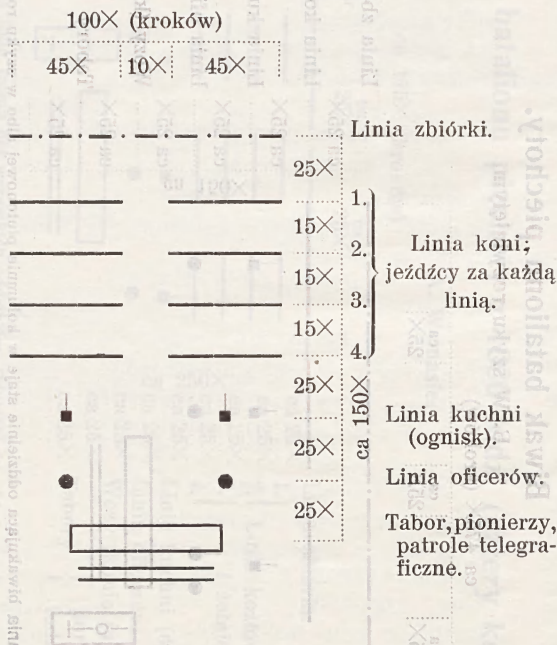 100× (kroków)
45× 10× 45×
Linia zbiórki.
25×
1.
15×
2.
15×
3.
15×
4.
Linia koni;
jeźdźcy za każdą
linią.
25×
ca 150×
Linia kuchni
(ognisk).
25×
Linia oficerów.
25×
Tabor, pionierzy,
patrole telegra-
ficzne.